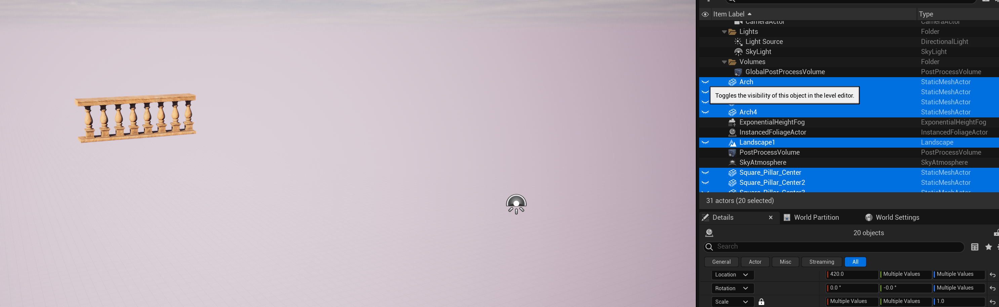 Item Label Type
CameraActor CameraActor
Lights Folder
Light Source DirectionalLight
SkyLight SkyLight
Volumes Folder
GlobalPostProcessVolume PostProcessVolume
Arch StaticMeshActor
StaticMeshActor
Toggles the visibility of this object in the level editor.
StaticMeshActor
Arch4 StaticMeshActor
ExponentialHeightFog ExponentialHeightFog
InstancedFoliageActor InstancedFoliageActor
Landscape1 Landscape
PostProcessVolume PostProcessVolume
SkyAtmosphere SkyAtmosphere
Square_Pillar_Center StaticMeshActor
Square_Pillar_Center2 StaticMeshActor
Square_Pillar_Center3 StaticMeshActor
31 actors (20 selected)
Details World Partition World Settings
20 objects
Search
General Actor Misc Streaming All
Location 420.0 Multiple Values Multiple Values
Rotation 0.0 ° -0.0 ° Multiple Values
Scale Multiple Values Multiple Values 1.0